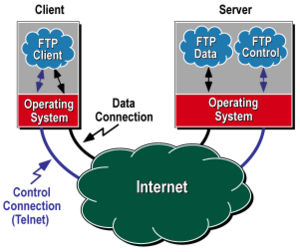 Client
Server
FTP
Client
FTP
Data
FTP
Control
Operating
System
Operating
System
Data
Connection
Internet
Control
Connection
(Telnet)